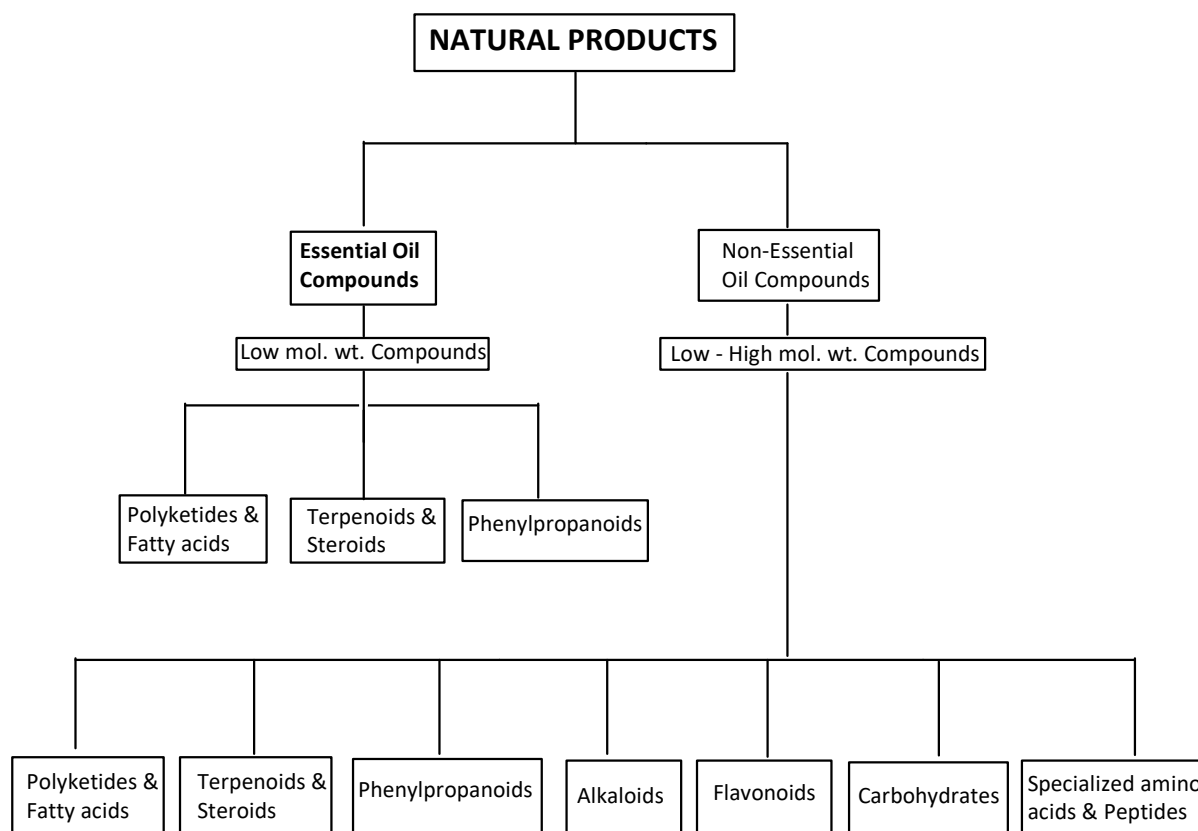 NATURAL PRODUCTS
Essential Oil
Compounds
Non-Essential
Oil Compounds
Low mol. wt. Compounds
Low - High mol. wt. Compounds
Polyketides &
Fatty acids
Terpenoids &
Steroids
Phenylpropanoids
Polyketides &
Fatty acids
Terpenoids &
Steroids
Phenylpropanoids
Alkaloids
Flavonoids
Carbohydrates
Specialized amino
acids & Peptides